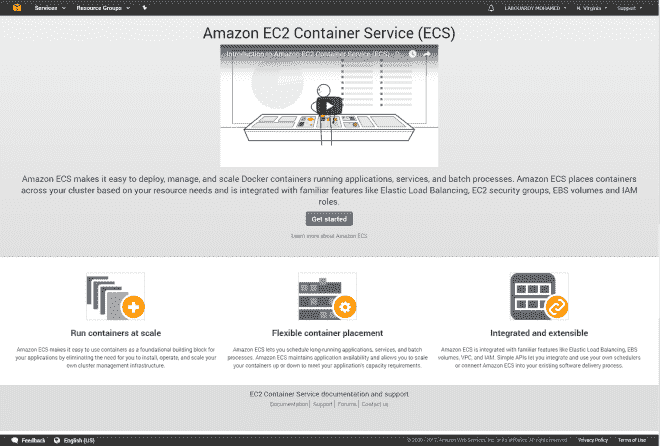 Services Resource Groups LABOUARDY MOHAMED N. Virginia Support
Amazon EC2 Container Service (ECS)
Introduction to Amazon EC2 Container Service (ECS)
Amazon ECS makes it easy to deploy, manage, and scale Docker containers running applications, services, and batch processes. Amazon ECS places containers
across your cluster based on your resource needs and is integrated with familiar features like Elastic Load Balancing, EC2 security groups, EBS volumes and IAM
roles.
Get started
Learn more about Amazon ECS
Run containers at scale
Amazon ECS makes it easy to use containers as a foundational building block for
your applications by eliminating the need for you to install, operate, and scale your
own cluster management infrastructure.
Flexible container placement
Amazon ECS lets you schedule long-running applications, services, and batch
processes. Amazon ECS maintains application availability and allows you to scale
your containers up or down to meet your application's capacity requirements.
Integrated and extensible
Amazon ECS is integrated with familiar features like Elastic Load Balancing, EBS
volumes, VPC, and IAM. Simple APIs let you integrate and use your own schedulers
or connect Amazon ECS into your existing software delivery process.
EC2 Container Service documentation and support
Documentation | Support | Forums | Contact us
Feedback English (US) Amazon Web Services, Inc. or its affiliates. All rights reserved. Privacy Policy Terms of Use